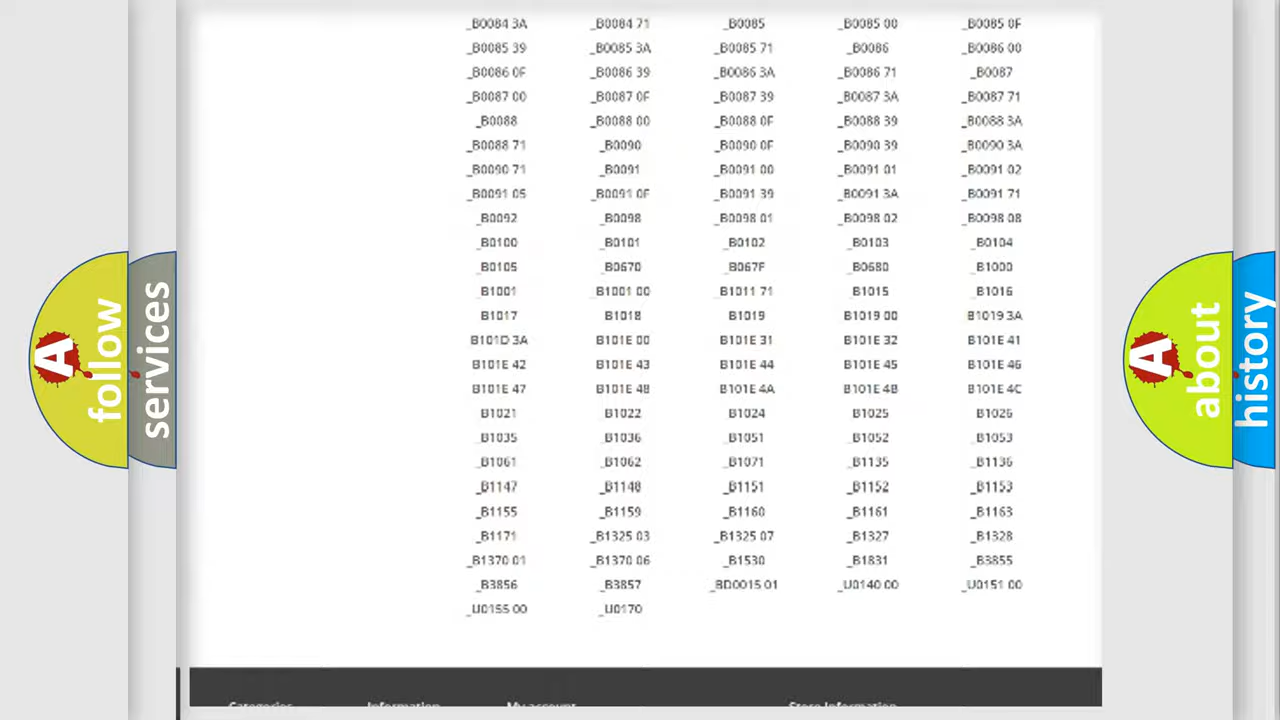 _B0084 3A _B0084 71 _B0085 _B0085 00 _B0085 0F
_B0085 39 _B0085 3A _B0085 71 _B0086 _B0086 00
_B0086 0F _B0086 39 _B0086 3A _B0086 71 _B0087
_B0087 00 _B0087 0F _B0087 39 _B0087 3A _B0087 71
_B0088 _B0088 00 _B0088 0F _B0088 39 _B0088 3A
_B0088 71 _B0090 _B0090 0F _B0090 39 _B0090 3A
_B0090 71 _B0091 _B0091 00 _B0091 01 _B0091 02
_B0091 05 _B0091 0F _B0091 39 _B0091 3A _B0091 71
_B0092 _B0098 _B0098 01 _B0098 02 _B0098 08
_B0100 _B0101 _B0102 _B0103 _B0104
_B0105 _B0670 _B067F _B0680 _B1000
_B1001 _B1001 00 _B1011 71 _B1015 _B1016
_B1017 _B1018 _B1019 _B1019 00 _B1019 3A
B101D 3A B101E 00 B101E 31 B101E 32 B101E 41
B101E 42 B101E 43 B101E 44 B101E 45 B101E 46
B101E 47 B101E 48 B101E 4A B101E 4B B101E 4C
_B1021 _B1022 _B1024 _B1025 _B1026
_B1035 _B1036 _B1051 _B1052 _B1053
_B1061 _B1062 _B1071 _B1135 _B1136
_B1147 _B1148 _B1151 _B1152 _B1153
_B1155 _B1159 _B1160 _B1161 _B1163
_B1171 _B1325 03 _B1325 07 _B1327 _B1328
_B1370 01 _B1370 06 _B1530 _B1831 _B3855
_B3856 _B3857 _BD0015 01 _U0140 00 _U0151 00
_U0155 00 _U0170
Categories Information My account Store Information
A follow
services
A about
history